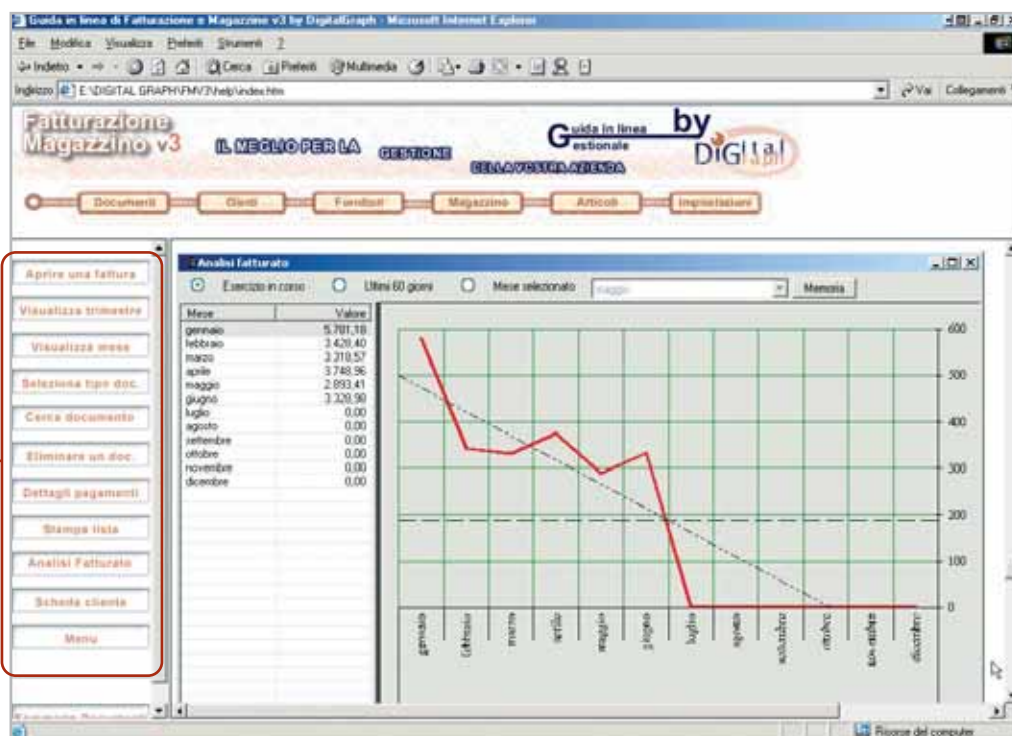 Guida in linea di Fatturazione e Magazzino v3 by DigitalGraph - Microsoft Internet Explorer
File Modifica Visualizza Preferiti Strumenti ?
Indietro Cerca Preferiti Multimedia
Indirizzo E:\DIGITAL GRAPH\FMV3\help\index.htm Vai Collegamenti
Fatturazione
Magazzino v3
IL MEGLIO PER LA GESTIONE
DELLA VOSTRA AZIENDA
Guida in linea
Gestionale
by
DiGital
Documenti Clienti Fornitori Magazzino Articoli Impostazioni
Aprire una fattura
Visualizza trimestre
Visualizza mese
Seleziona tipo doc.
Cerca documento
Eliminare un doc.
Dettagli pagamenti
Stampa lista
Analisi Fatturato
Scheda cliente
Menu
Analisi fatturato
Esercizio in corso Ultimi 60 giorni Mese selezionato maggio Memoria
Mese Valore
gennaio 5.781,18
febbraio 3.428,40
marzo 3.318,57
aprile 3.748,96
maggio 2.893,41
giugno 3.328,98
luglio 0,00
agosto 0,00
settembre 0,00
ottobre 0,00
novembre 0,00
dicembre 0,00
600
500
400
300
200
100
0
gennaio febbraio marzo aprile maggio giugno luglio agosto settembre ottobre novembre dicembre
Risorse del computer